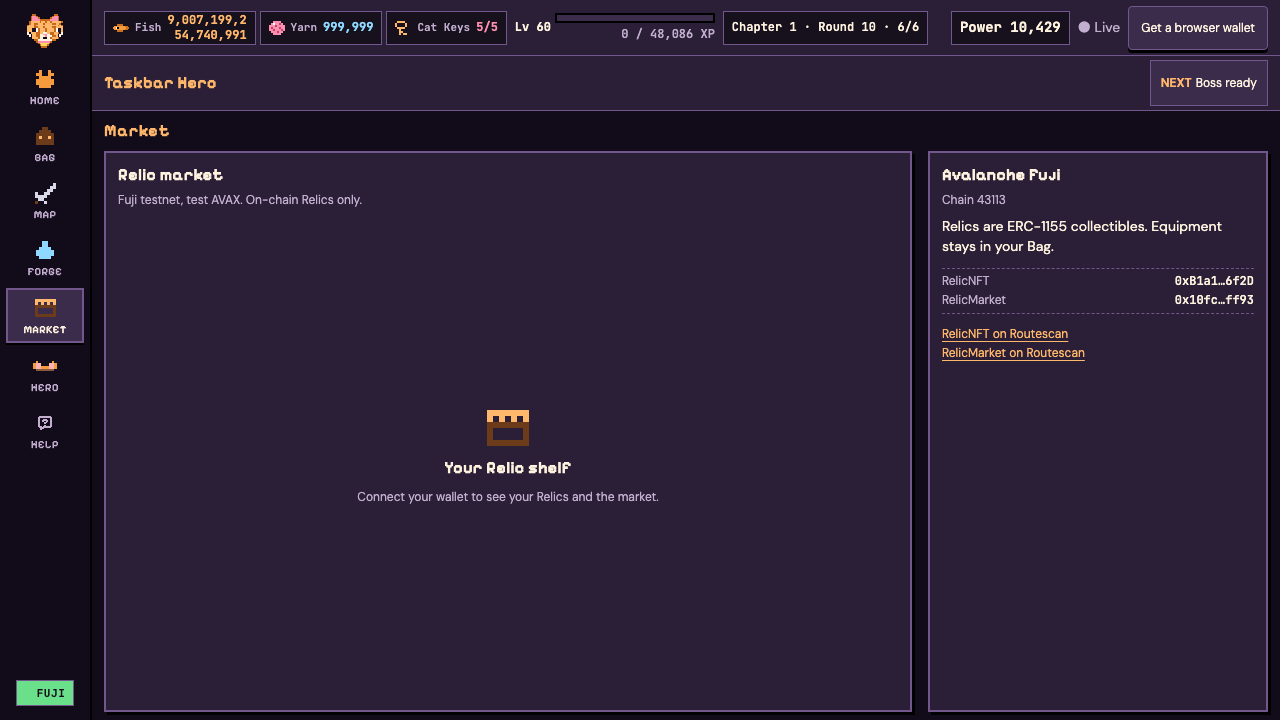 Fish 9,007,199,2
54,740,991
Yarn 999,999
Cat Keys 5/5
Lv 60
0 / 48,086 XP
Chapter 1 · Round 10 · 6/6
Power 10,429
Live
Get a browser wallet
HOME
BAG
MAP
FORGE
MARKET
HERO
HELP
FUJI
Taskbar Hero
NEXT Boss ready
Market
Relic market
Fuji testnet, test AVAX. On-chain Relics only.
Your Relic shelf
Connect your wallet to see your Relics and the market.
Avalanche Fuji
Chain 43113
Relics are ERC-1155 collectibles. Equipment
stays in your Bag.
RelicNFT 0xB1a1…6f2D
RelicMarket 0x10fc…ff93
RelicNFT on Routescan
RelicMarket on Routescan